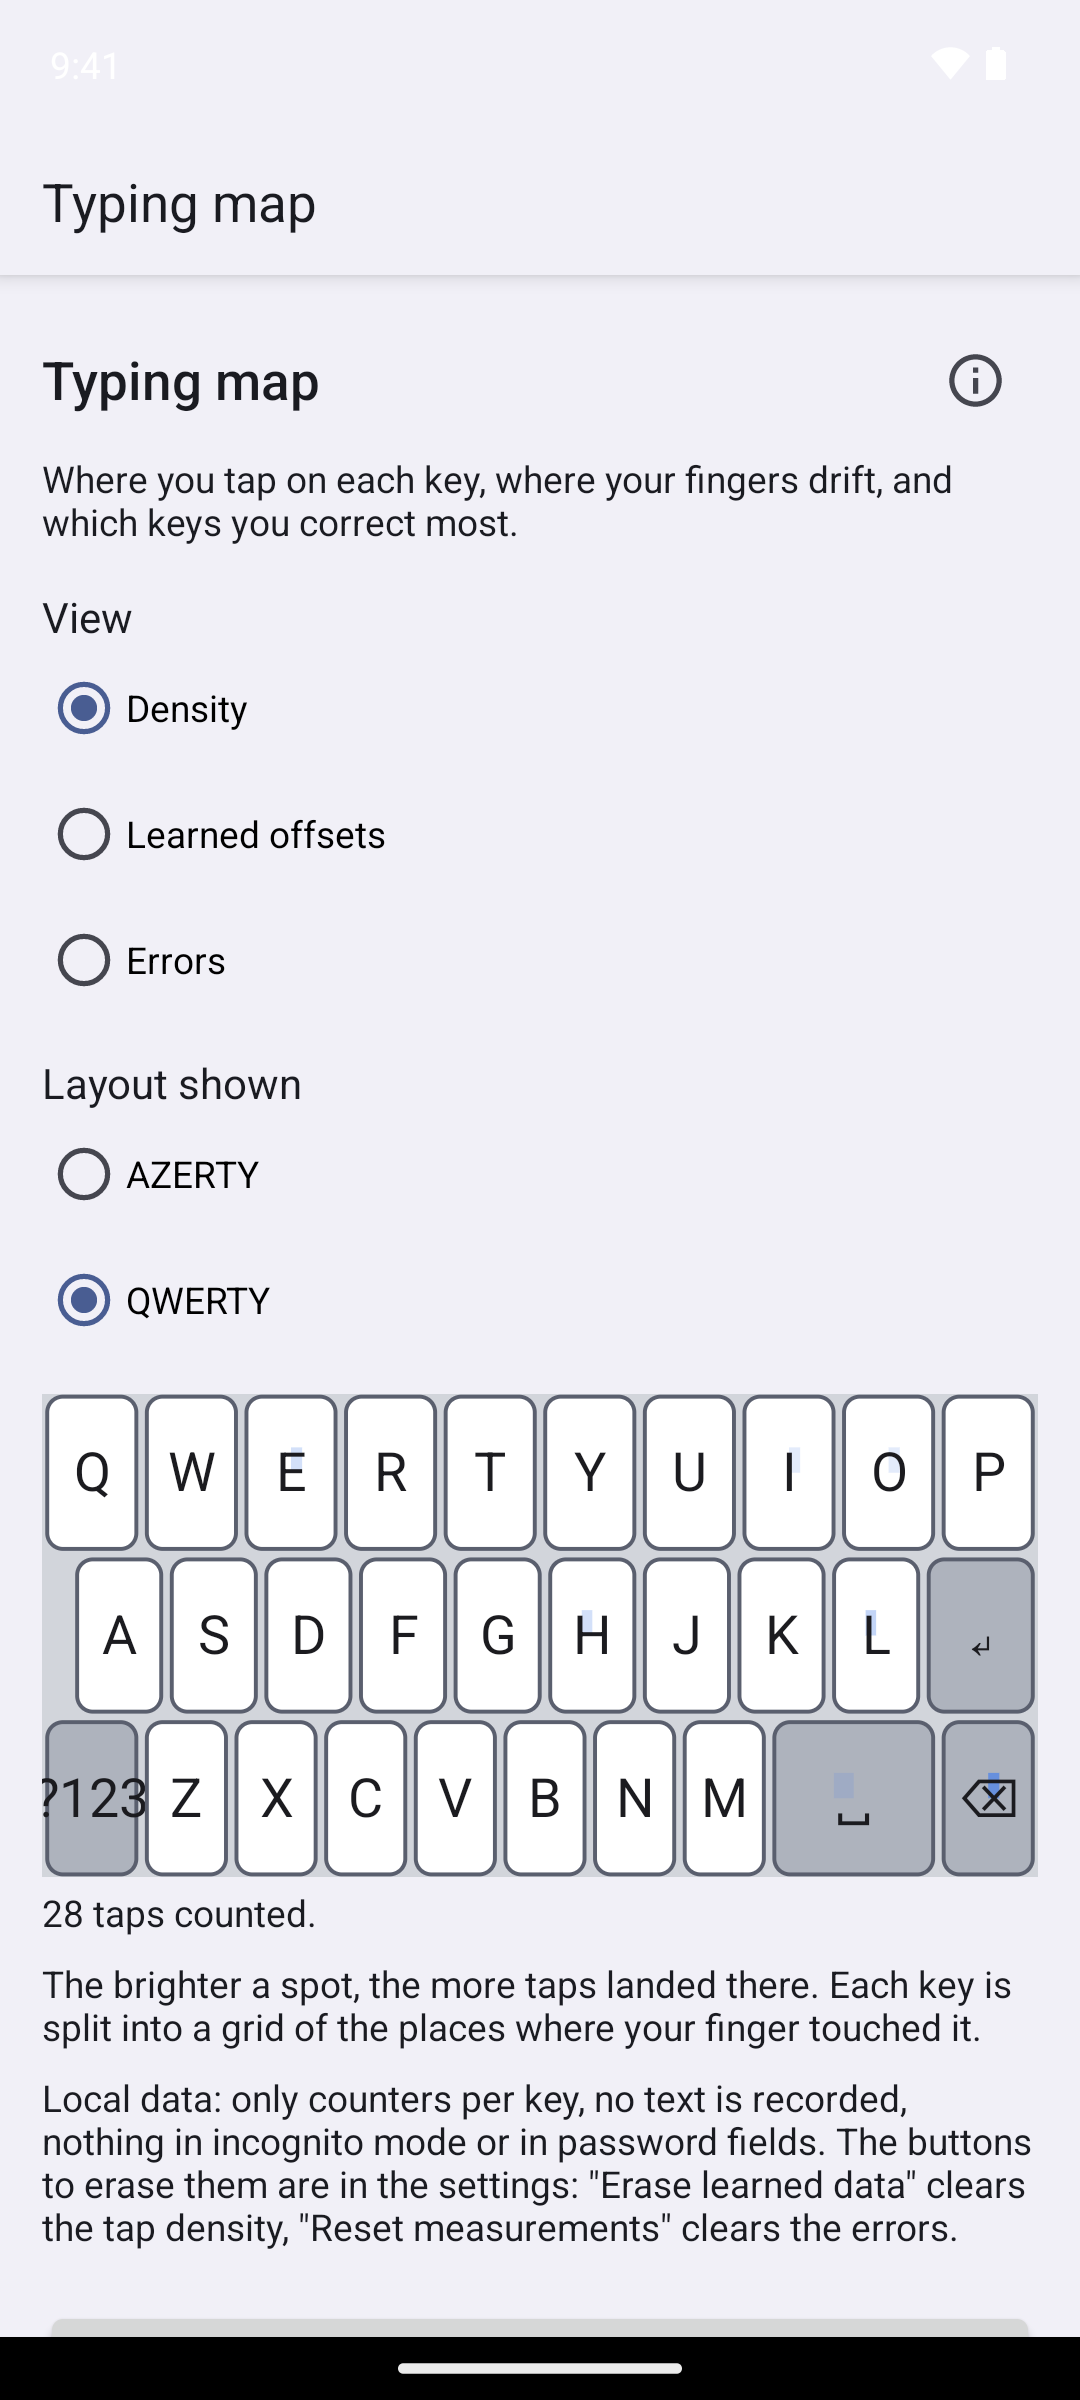 9:41
Typing map
Typing map
Where you tap on each key, where your fingers drift, and
which keys you correct most.
View
Density
Learned offsets
Errors
Layout shown
AZERTY
QWERTY
Q W E R T Y U I O P
A S D F G H J K L
?123 Z X C V B N M
28 taps counted.
The brighter a spot, the more taps landed there. Each key is
split into a grid of the places where your finger touched it.
Local data: only counters per key, no text is recorded,
nothing in incognito mode or in password fields. The buttons
to erase them are in the settings: "Erase learned data" clears
the tap density, "Reset measurements" clears the errors.